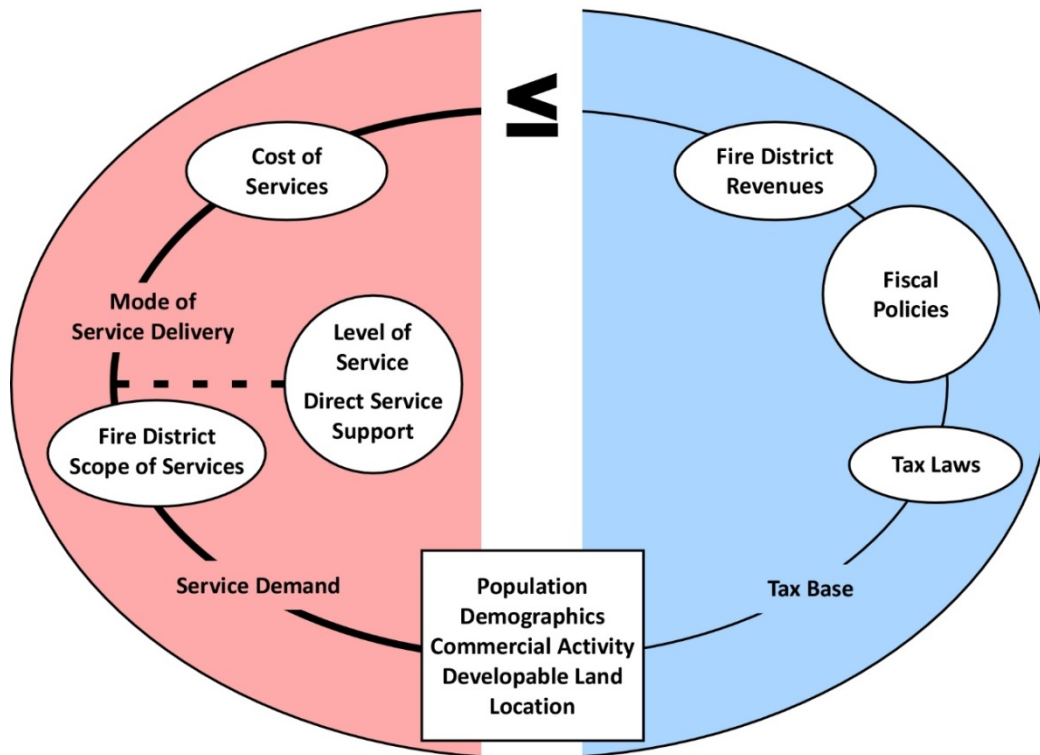 ≤
Cost of
Services
Fire District
Revenues
Mode of
Service Delivery
Level of
Service
Direct Service
Support
Fiscal
Policies
Fire District
Scope of Services
Tax Laws
Service Demand
Population
Demographics
Commercial Activity
Developable Land
Location
Tax Base